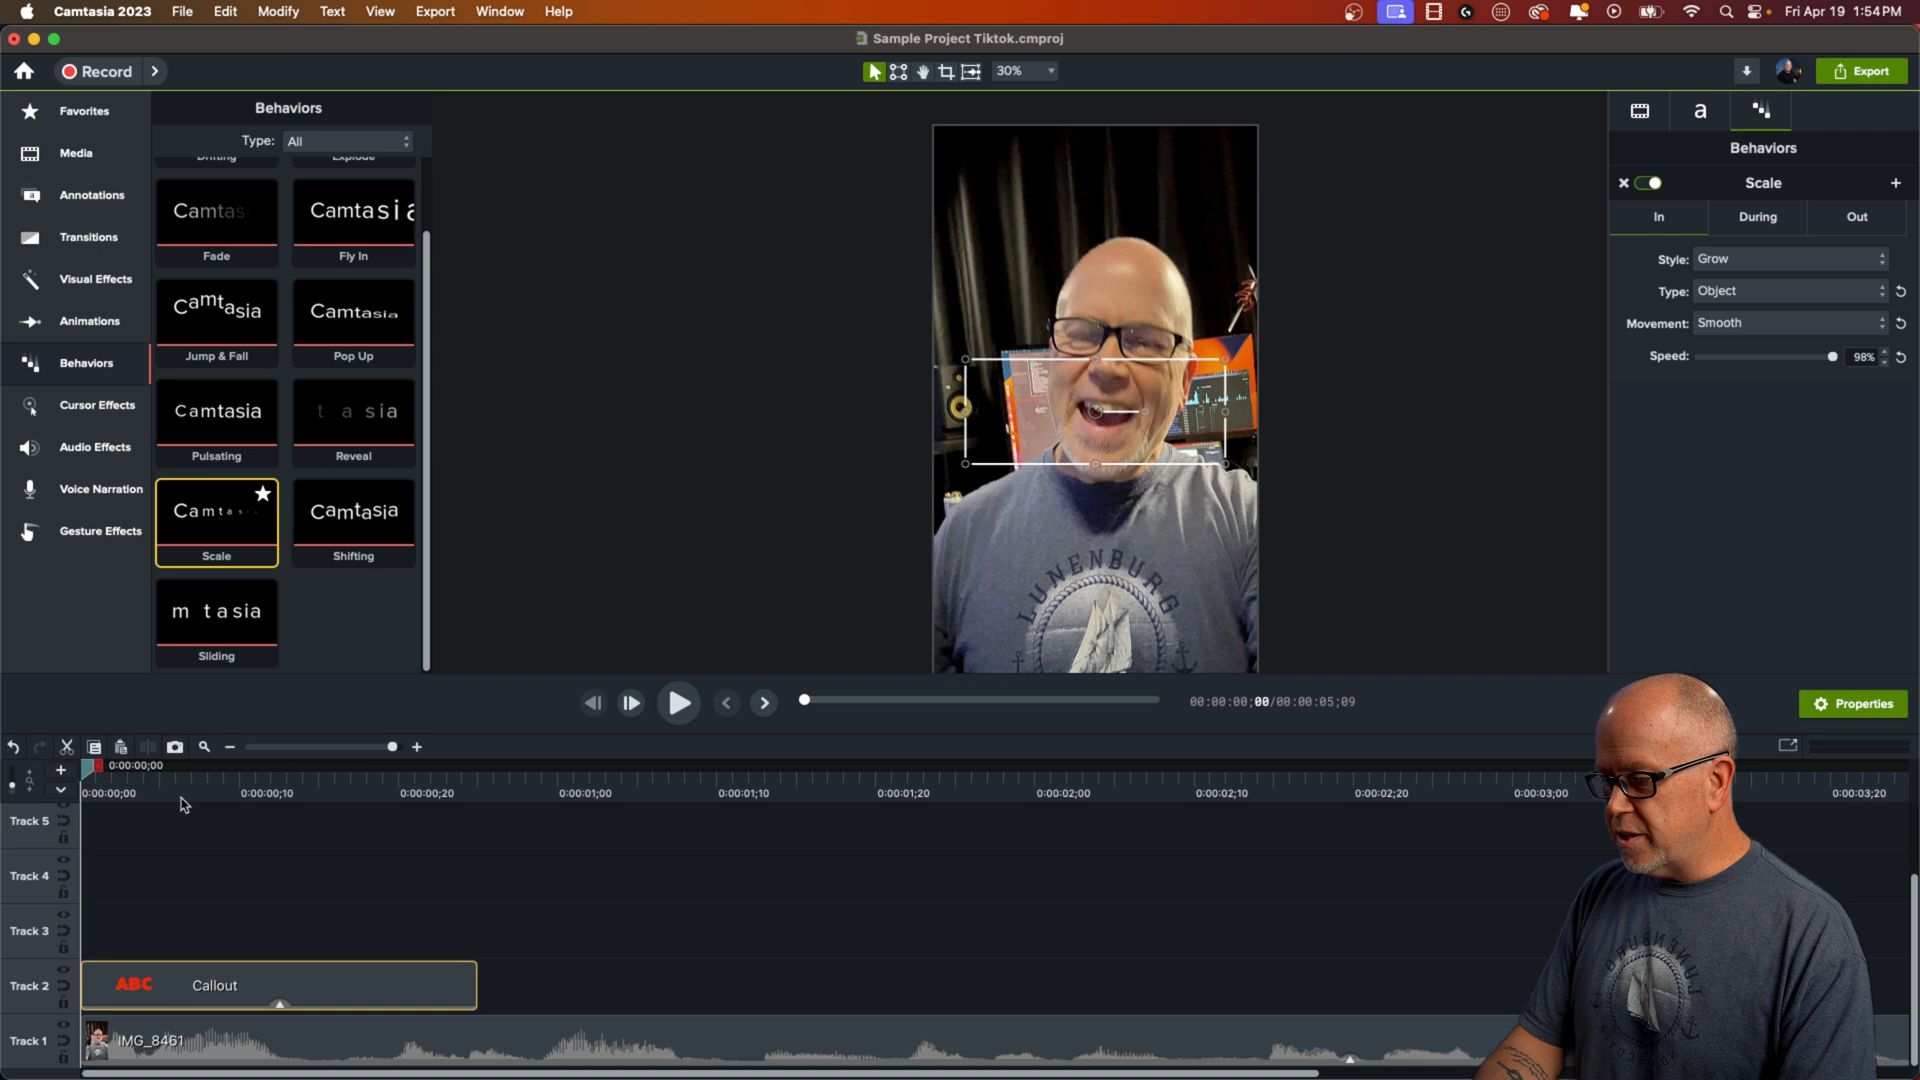 Camtasia 2023 File Edit Modify Text View Export Window Help
Fri Apr 19 1:54 PM
Sample Project Tiktok.cmproj
Record
30%
Export
Favorites
Media
Annotations
Transitions
Visual Effects
Animations
Behaviors
Cursor Effects
Audio Effects
Voice Narration
Gesture Effects
Behaviors
Type: All
Drifting Explode
Camtas Camtasia
Fade Fly In
Camtasia Camtasia
Jump & Fall Pop Up
Camtasia t a sia
Pulsating Reveal
Camtas Camtasia
Scale Shifting
m t a sia
Sliding
LUNENBURG
a
Behaviors
Scale
In During Out
Style: Grow
Type: Object
Movement: Smooth
Speed: 98%
00:00:00;00/00:00:05;09
Properties
0:00:00;00
0:00:00;00 0:00:00;10 0:00:00;20 0:00:01;00 0:00:01;10 0:00:01;20 0:00:02;00 0:00:02;10 0:00:02;20 0:00:03;00 0:00:03;20
Track 5
Track 4
Track 3
Track 2 ABC Callout
Track 1 IMG_8461